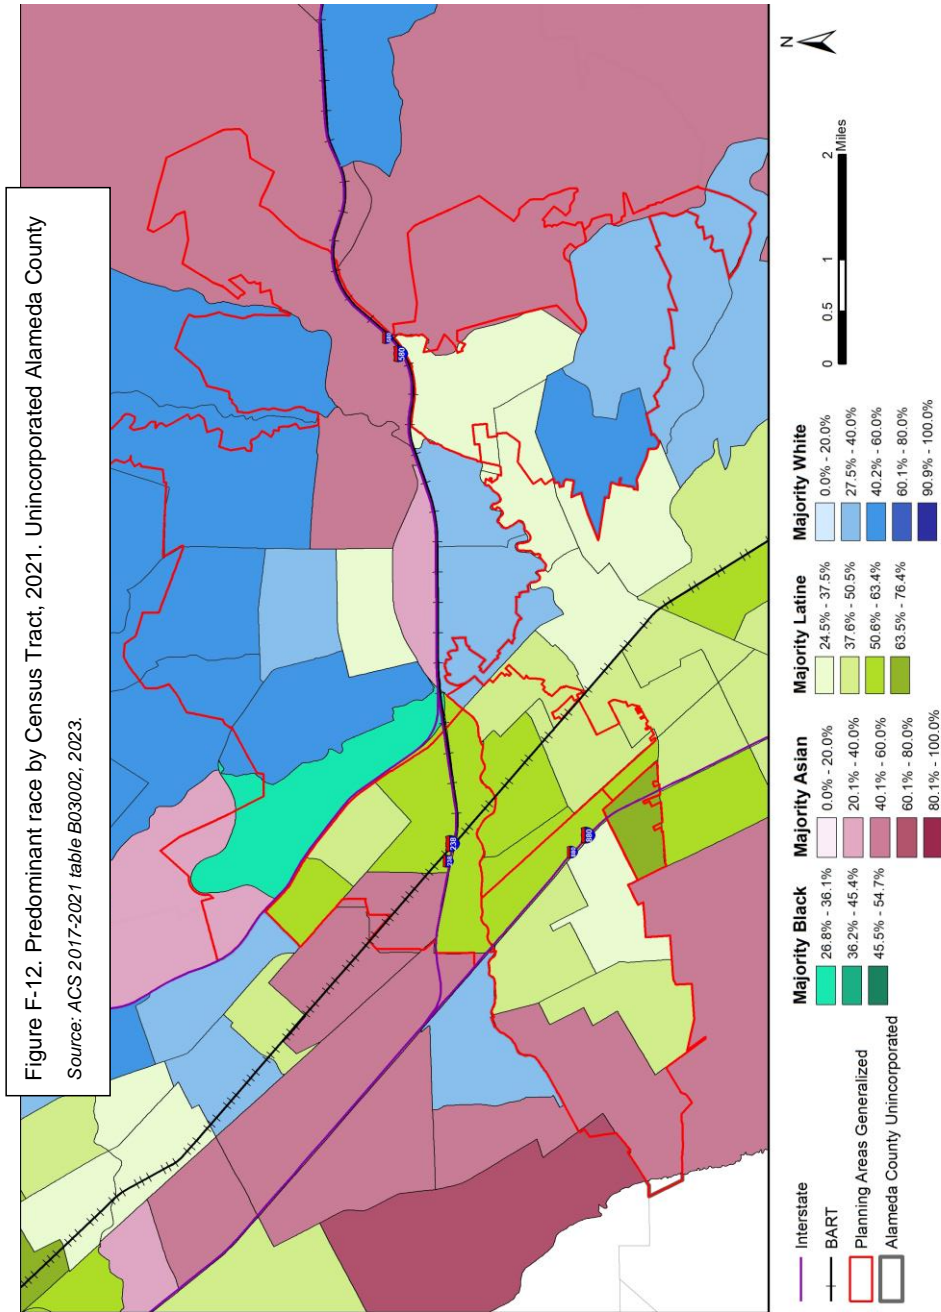 Figure F-12. Predominant race by Census Tract, 2021. Unincorporated Alameda County
Source: ACS 2017-2021 table B03002, 2023.
580
238
238
880
N
0 0.5 1 2
Miles
Interstate
BART
Planning Areas Generalized
Alameda County Unincorporated
Majority Black
26.8% - 36.1%
36.2% - 45.4%
45.5% - 54.7%
Majority Asian
0.0% - 20.0%
20.1% - 40.0%
40.1% - 60.0%
60.1% - 80.0%
80.1% - 100.0%
Majority Latine
24.5% - 37.5%
37.6% - 50.5%
50.6% - 63.4%
63.5% - 76.4%
Majority White
0.0% - 20.0%
27.5% - 40.0%
40.2% - 60.0%
60.1% - 80.0%
90.9% - 100.0%